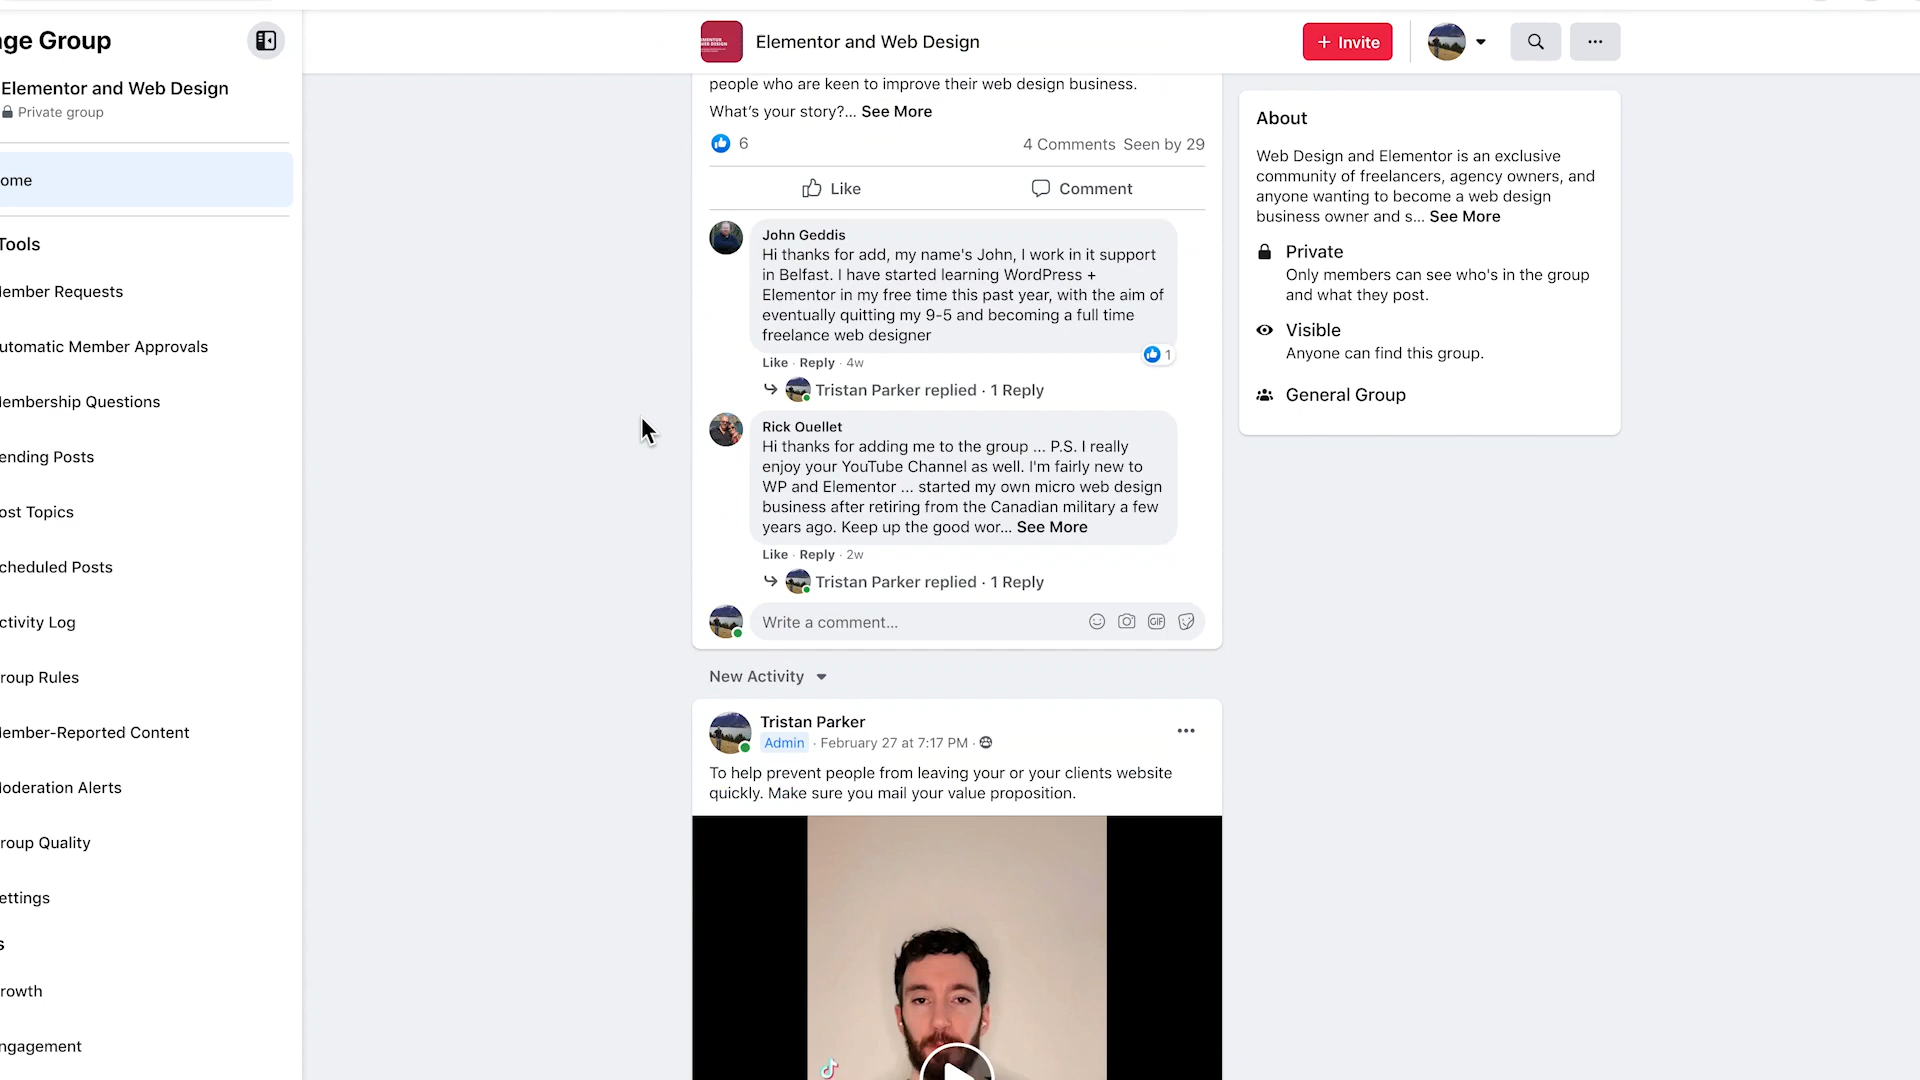 ge Group
Elementor and Web Design
Private group
ome
Tools
ember Requests
utomatic Member Approvals
embership Questions
ending Posts
ost Topics
cheduled Posts
ctivity Log
roup Rules
ember-Reported Content
oderation Alerts
roup Quality
ettings
s
rowth
ngagement
Elementor and Web Design
+ Invite
people who are keen to improve their web design business.
What's your story?... See More
6
4 Comments Seen by 29
Like
Comment
John Geddis
Hi thanks for add, my name's John, I work in it support
in Belfast. I have started learning WordPress +
Elementor in my free time this past year, with the aim of
eventually quitting my 9-5 and becoming a full time
freelance web designer
1
Like · Reply · 4w
Tristan Parker replied · 1 Reply
Rick Ouellet
Hi thanks for adding me to the group ... P.S. I really
enjoy your YouTube Channel as well. I'm fairly new to
WP and Elementor ... started my own micro web design
business after retiring from the Canadian military a few
years ago. Keep up the good wor... See More
Like · Reply · 2w
Tristan Parker replied · 1 Reply
Write a comment...
GIF
New Activity
Tristan Parker
Admin · February 27 at 7:17 PM ·
To help prevent people from leaving your or your clients website
quickly. Make sure you mail your value proposition.
About
Web Design and Elementor is an exclusive
community of freelancers, agency owners, and
anyone wanting to become a web design
business owner and s... See More
Private
Only members can see who's in the group
and what they post.
Visible
Anyone can find this group.
General Group